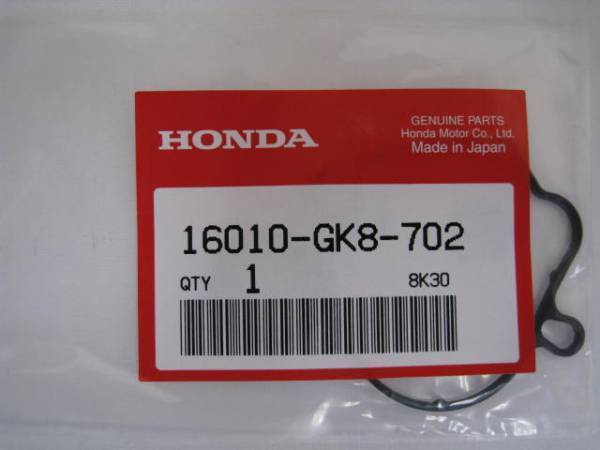 HONDA
GENUINE PARTS
Honda Motor Co., Ltd.
Made in Japan
16010-GK8-702
QTY 1 8K30